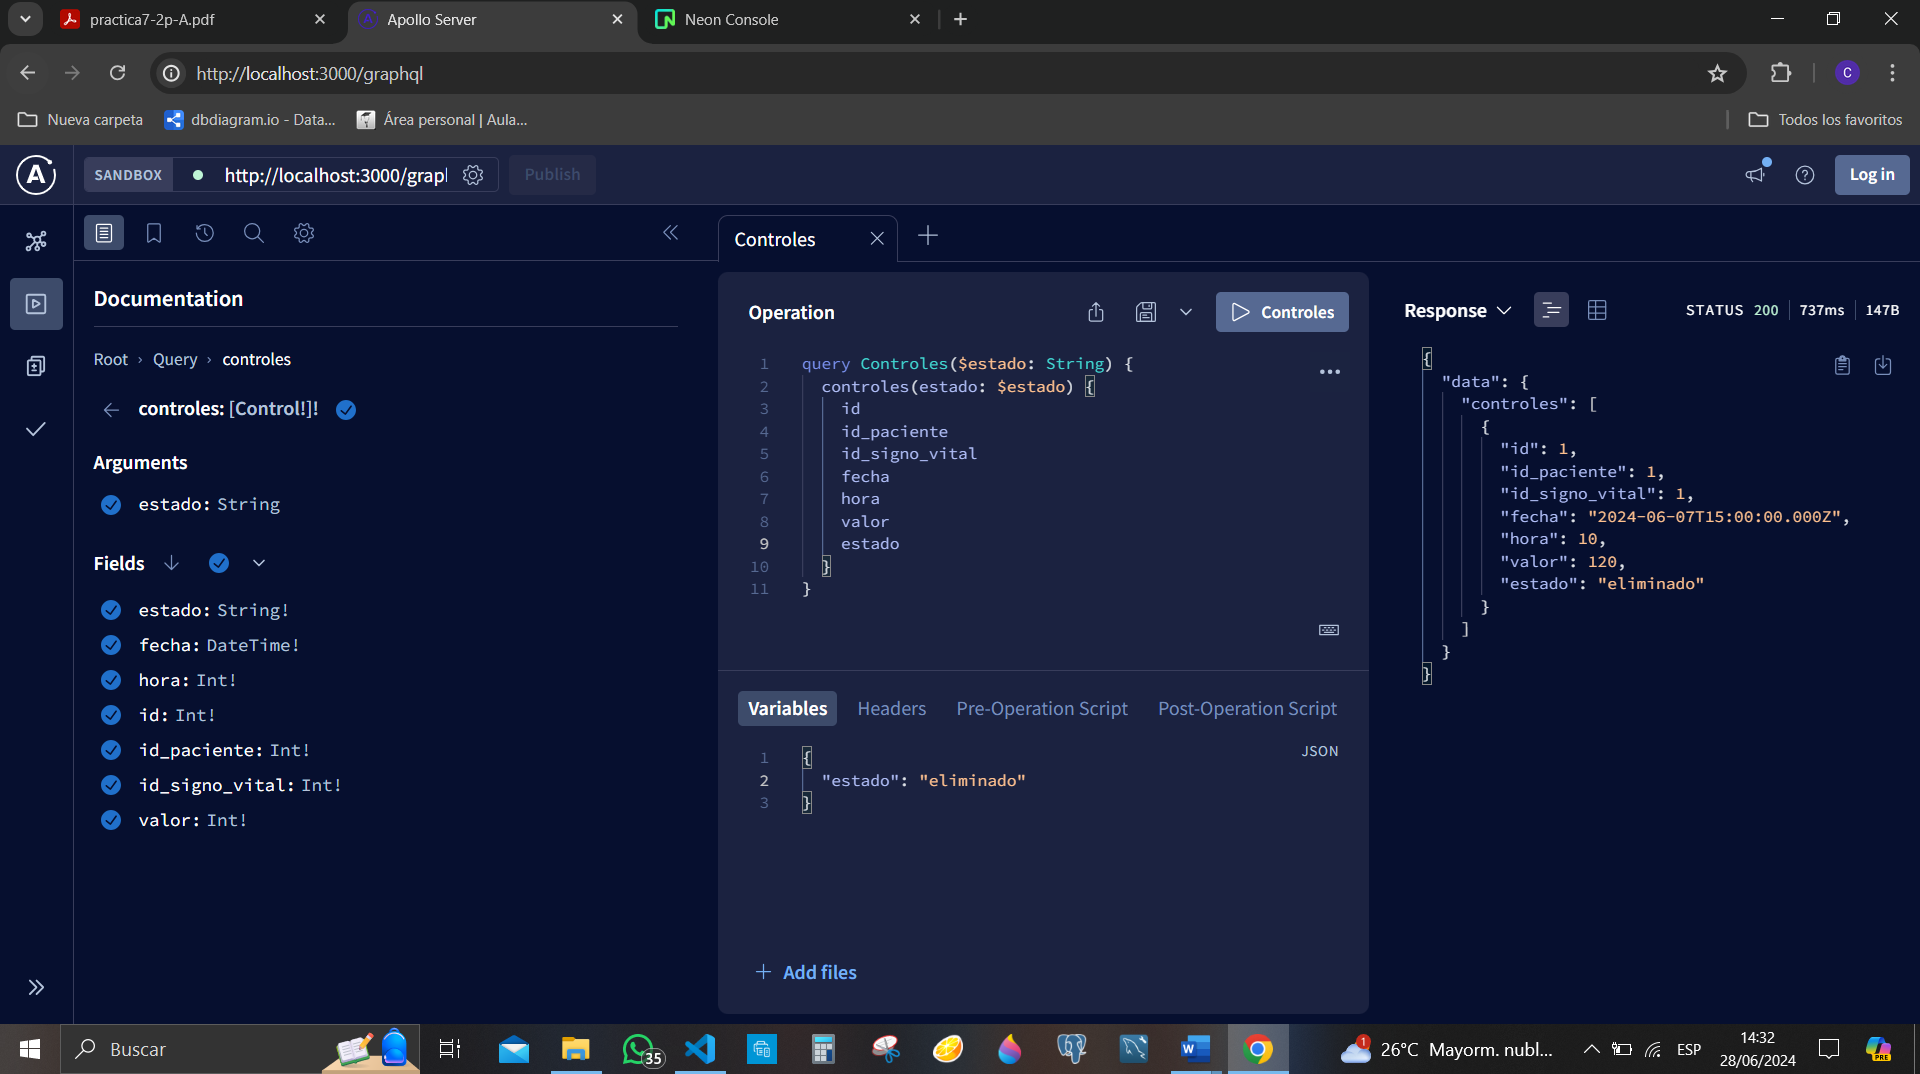 practica7-2p-A.pdf
Apollo Server
Neon Console
http://localhost:3000/graphql
C
Nueva carpeta
dbdiagram.io - Data...
Área personal | Aula...
Todos los favoritos
SANDBOX
http://localhost:3000/grapl
Publish
Log in
Documentation
Root › Query › controles
controles: [Control!]!
Arguments
estado: String
Fields
estado: String!
fecha: DateTime!
hora: Int!
id: Int!
id_paciente: Int!
id_signo_vital: Int!
valor: Int!
Controles
Operation
Controles
1 query Controles($estado: String) {
2 controles(estado: $estado) {
3 id
4 id_paciente
5 id_signo_vital
6 fecha
7 hora
8 valor
9 estado
10 }
11 }
Variables
Headers
Pre-Operation Script
Post-Operation Script
JSON
1 {
2 "estado": "eliminado"
3 }
Add files
Response
STATUS 200
737ms
147B
{
"data": {
"controles": [
{
"id": 1,
"id_paciente": 1,
"id_signo_vital": 1,
"fecha": "2024-06-07T15:00:00.000Z",
"hora": 10,
"valor": 120,
"estado": "eliminado"
}
]
}
}
Buscar
35
1
26°C Mayorm. nubl...
ESP
14:32
28/06/2024
PRE